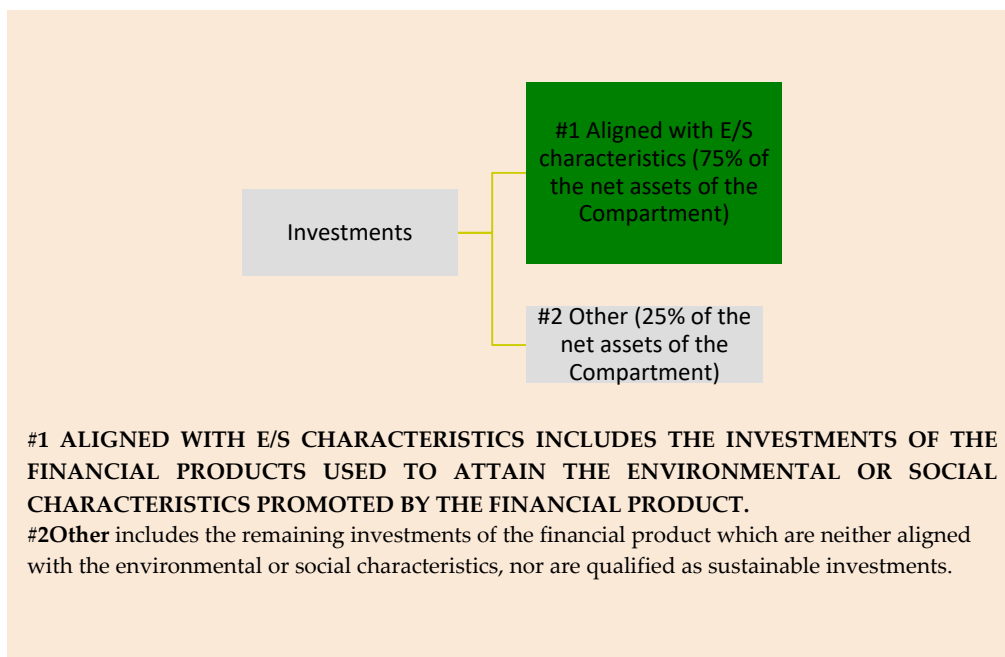 #1 Aligned with E/S
characteristics (75% of
the net assets of the
Compartment)
Investments
#2 Other (25% of the
net assets of the
Compartment)
#1 ALIGNED WITH E/S CHARACTERISTICS INCLUDES THE INVESTMENTS OF THE
FINANCIAL PRODUCTS USED TO ATTAIN THE ENVIRONMENTAL OR SOCIAL
CHARACTERISTICS PROMOTED BY THE FINANCIAL PRODUCT.
#2Other includes the remaining investments of the financial product which are neither aligned
with the environmental or social characteristics, nor are qualified as sustainable investments.